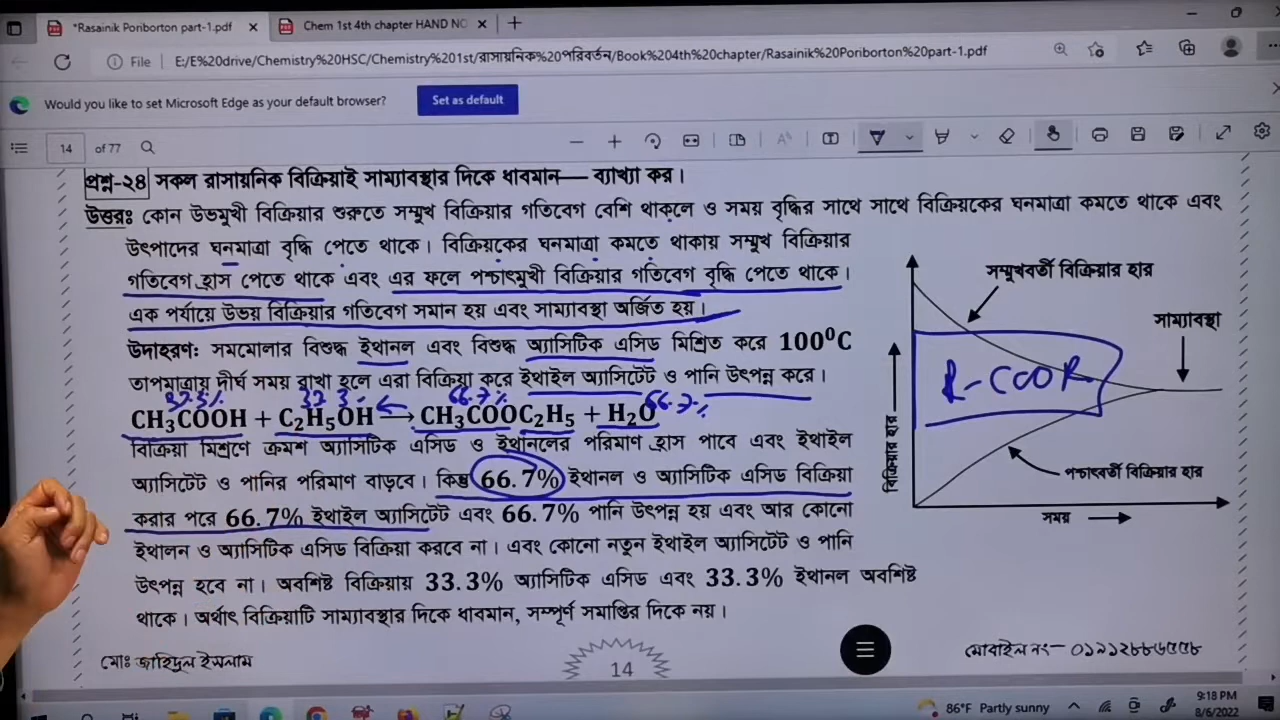 *Rasainik Poriborton part-1.pdf
Chem 1st 4th chapter HAND NO
File E:/E%20drive/Chemistry%20HSC/Chemistry%201st/রাসায়নিক%20পরিবর্তন/Book%204th%20chapter/Rasainik%20Poriborton%20part-1.pdf
Would you like to set Microsoft Edge as your default browser? Set as default
14 of 77
প্রশ্ন-২৪ সকল রাসায়নিক বিক্রিয়াই সাম্যাবস্থার দিকে ধাবমান— ব্যাখ্যা কর।
উত্তরঃ কোন উভমূখী বিক্রিয়ার শুরুতে সম্মুখ বিক্রিয়ার গতিবেগ বেশি থাকলে ও সময় বৃদ্ধির সাথে সাথে বিক্রিয়কের ঘনমাত্রা কমতে থাকে এবং
উৎপাদের ঘনমাত্রা বৃদ্ধি পেতে থাকে। বিক্রিয়কের ঘনমাত্রা কমতে থাকায় সম্মুখ বিক্রিয়ার
গতিবেগ হ্রাস পেতে থাকে এবং এর ফলে পশ্চাৎমুখী বিক্রিয়ার গতিবেগ বৃদ্ধি পেতে থাকে।
এক পর্যায়ে উভয় বিক্রিয়ার গতিবেগ সমান হয় এবং সাম্যাবস্থা অর্জিত হয়।
উদাহরণ: সমমোলার বিশুদ্ধ ইথানল এবং বিশুদ্ধ অ্যাসিটিক এসিড মিশ্রিত করে 100⁰C
তাপমাত্রায় দীর্ঘ সময় রাখা হলে এরা বিক্রিয়া করে ইথাইল অ্যাসিটেট ও পানি উৎপন্ন করে।
66.7% 66.7%
CH₃COOH + C₂H₅OH ⟶ CH₃COOC₂H₅ + H₂O
বিক্রিয়া মিশ্রণে ক্রমশ অ্যাসিটিক এসিড ও ইথানলের পরিমাণ হ্রাস পাবে এবং ইথাইল
অ্যাসিটেট ও পানির পরিমাণ বাড়বে। কিন্তু 66.7% ইথানল ও অ্যাসিটিক এসিড বিক্রিয়া
করার পরে 66.7% ইথাইল অ্যাসিটেট এবং 66.7% পানি উৎপন্ন হয় এবং আর কোনো
ইথালন ও অ্যাসিটিক এসিড বিক্রিয়া করবে না। এবং কোনো নতুন ইথাইল অ্যাসিটেট ও পানি
উৎপন্ন হবে না। অবশিষ্ট বিক্রিয়ায় 33.3% অ্যাসিটিক এসিড এবং 33.3% ইথানল অবশিষ্ট
থাকে। অর্থাৎ বিক্রিয়াটি সাম্যাবস্থার দিকে ধাবমান, সম্পূর্ণ সমাপ্তির দিকে নয়।
সম্মুখবর্তী বিক্রিয়ার হার
সাম্যাবস্থা
R-COOR
পশ্চাৎবর্তী বিক্রিয়ার হার
বিক্রিয়ার হার
সময়
মোঃ জাহিদুল ইসলাম
14
মোবাইল নং—
86°F Partly sunny
9:18 PM
8/6/2022